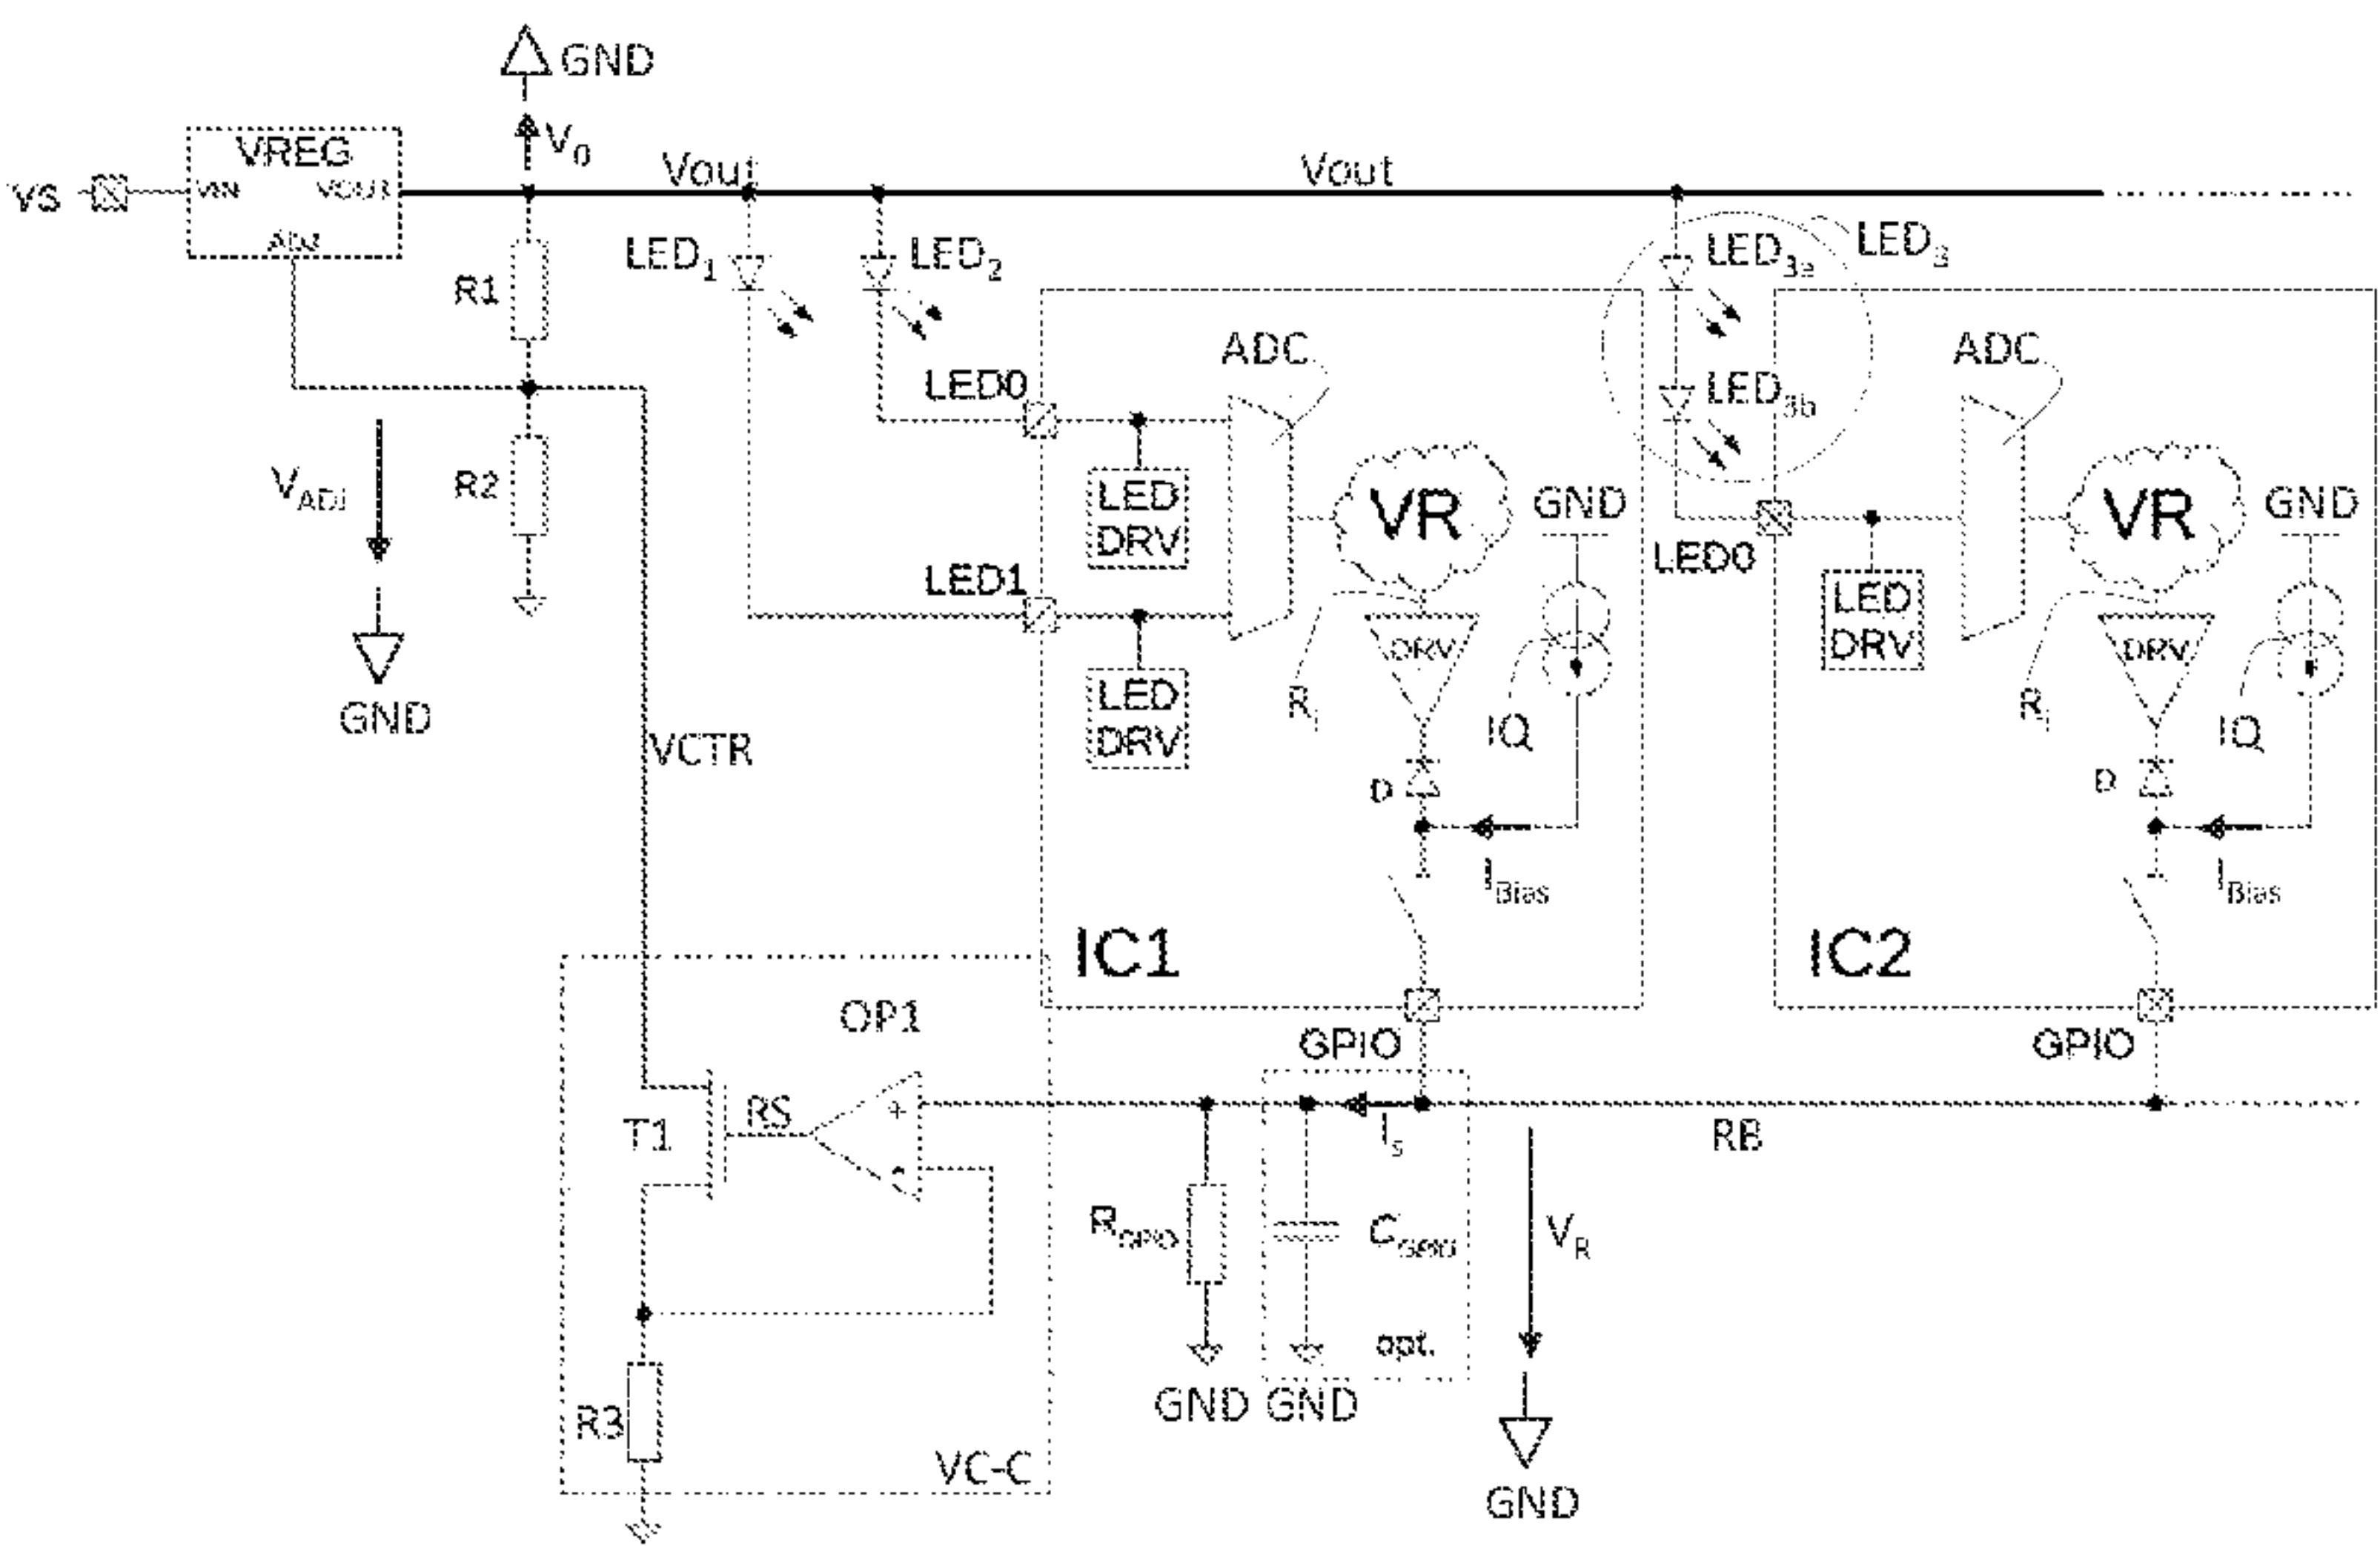 GND
V0
VREG
Vout
Vout
VS
VIN
VOUT
LED1
LED2
LED3a
LED3
R1
ADC
ADC
LED0
LED3b
VADJ
R2
LED
DRV
VR
GND
VR
GND
LED1
LED0
LED
DRV
DRV
DRV
GND
LED
DRV
Ri
IQ
Ri
IQ
VCTR
D
D
IBias
IBias
IC1
IC2
OP1
GPIO
GPIO
T1
RS
+
-
Is
RB
RGPIO
CGPIO
VR
opt.
GND
GND
R3
VC-C
GND